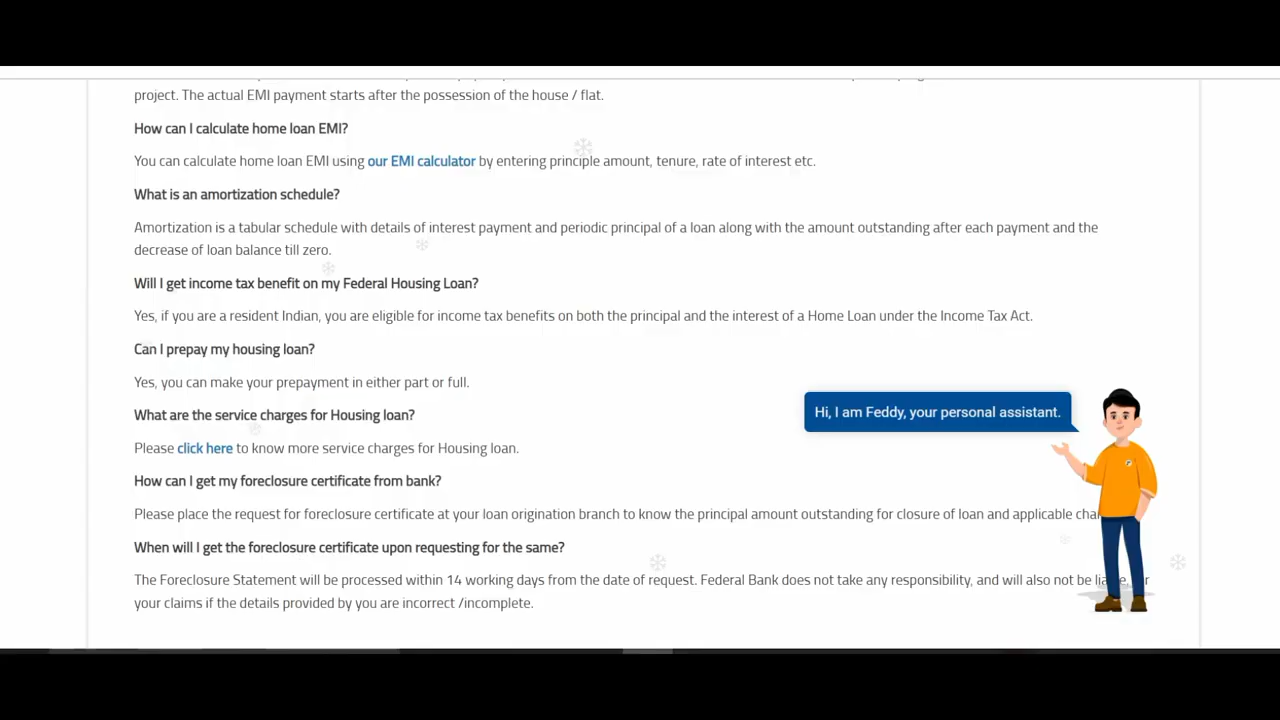 project. The actual EMI payment starts after the possession of the house / flat.
How can I calculate home loan EMI?
You can calculate home loan EMI using our EMI calculator by entering principle amount, tenure, rate of interest etc.
What is an amortization schedule?
Amortization is a tabular schedule with details of interest payment and periodic principal of a loan along with the amount outstanding after each payment and the
decrease of loan balance till zero.
Will I get income tax benefit on my Federal Housing Loan?
Yes, if you are a resident Indian, you are eligible for income tax benefits on both the principal and the interest of a Home Loan under the Income Tax Act.
Can I prepay my housing loan?
Yes, you can make your prepayment in either part or full.
Hi, I am Feddy, your personal assistant.
What are the service charges for Housing loan?
Please click here to know more service charges for Housing loan.
How can I get my foreclosure certificate from bank?
Please place the request for foreclosure certificate at your loan origination branch to know the principal amount outstanding for closure of loan and applicable
When will I get the foreclosure certificate upon requesting for the same?
The Foreclosure Statement will be processed within 14 working days from the date of request. Federal Bank does not take any responsibility, and will also not be
your claims if the details provided by you are incorrect /incomplete.